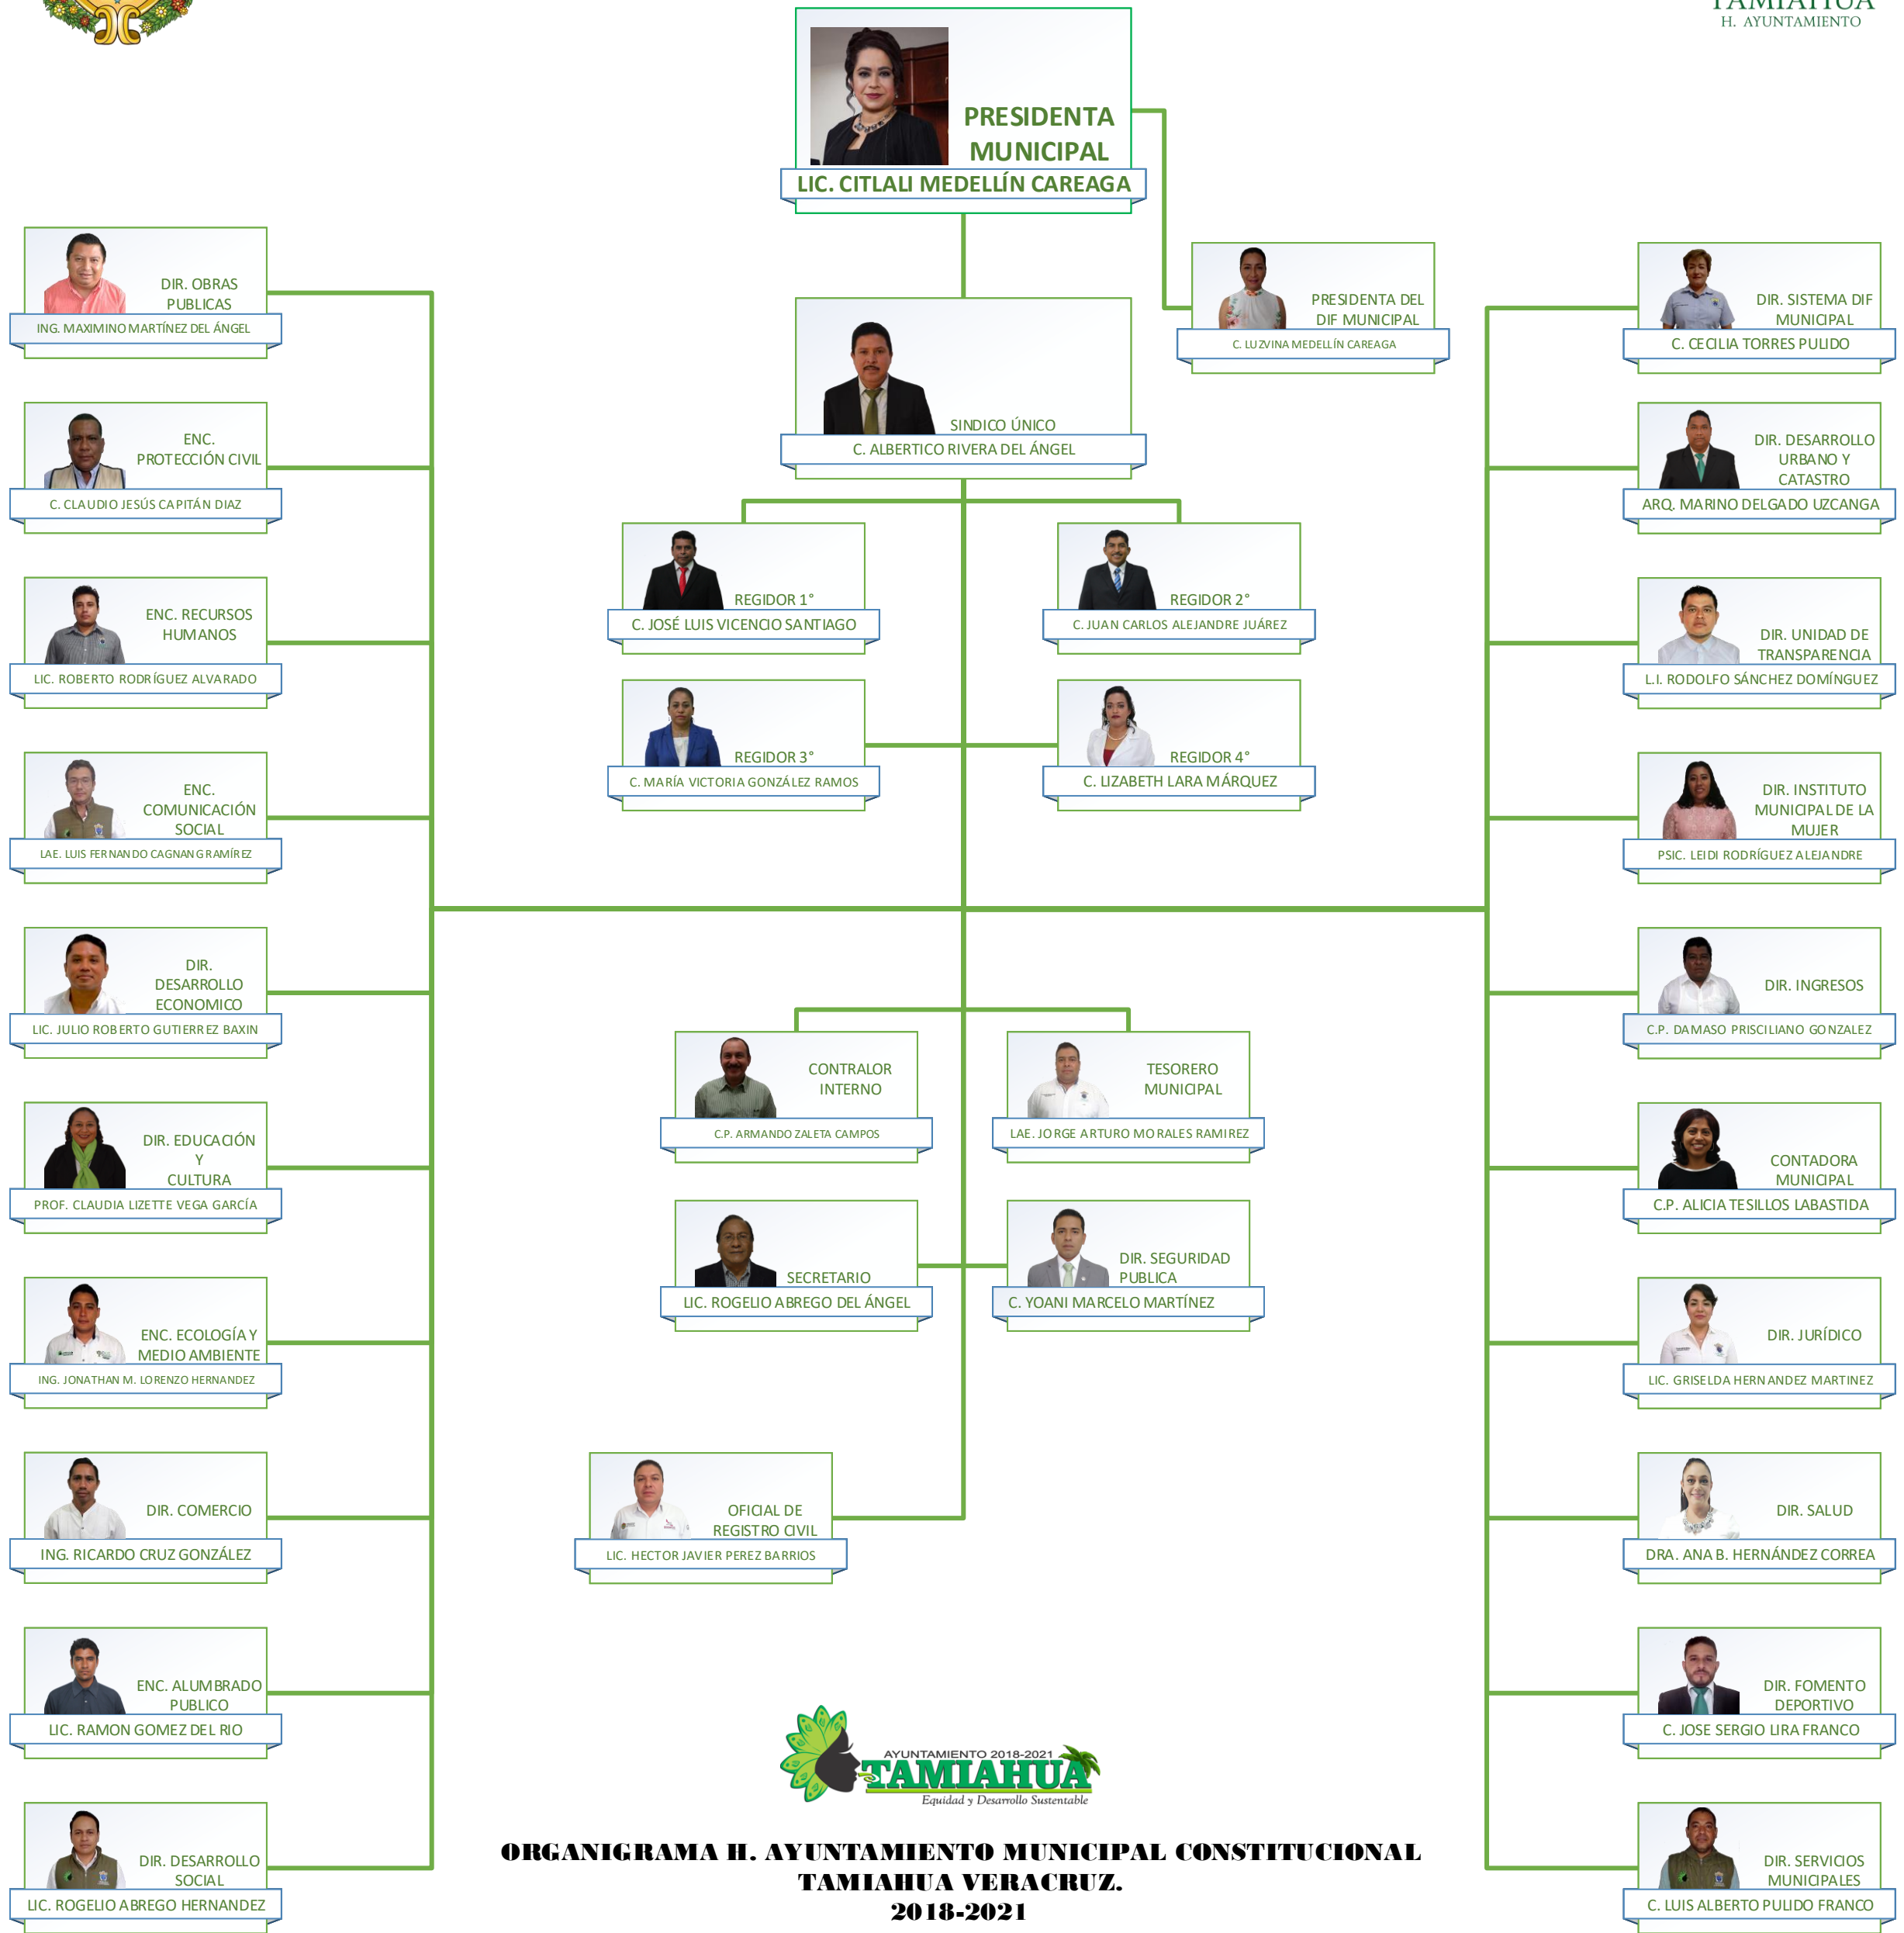 TAMIAHUA
H. AYUNTAMIENTO
PRESIDENTA
MUNICIPAL
LIC. CITLALI MEDELLÍN CAREAGA
PRESIDENTA DEL
DIF MUNICIPAL
C. LUZVINA MEDELLÍN CAREAGA
SINDICO ÚNICO
C. ALBERTICO RIVERA DEL ÁNGEL
REGIDOR 1°
C. JOSÉ LUIS VICENCIO SANTIAGO
REGIDOR 2°
C. JUAN CARLOS ALEJANDRE JUÁREZ
REGIDOR 3°
C. MARÍA VICTORIA GONZÁLEZ RAMOS
REGIDOR 4°
C. LIZABETH LARA MÁRQUEZ
DIR. OBRAS
PUBLICAS
ING. MAXIMINO MARTÍNEZ DEL ÁNGEL
ENC.
PROTECCIÓN CIVIL
C. CLAUDIO JESÚS CAPITÁN DIAZ
ENC. RECURSOS
HUMANOS
LIC. ROBERTO RODRÍGUEZ ALVARADO
ENC.
COMUNICACIÓN
SOCIAL
LAE. LUIS FERNANDO CAGNANG RAMÍREZ
DIR.
DESARROLLO
ECONOMICO
LIC. JULIO ROBERTO GUTIERREZ BAXIN
DIR. EDUCACIÓN
Y
CULTURA
PROF. CLAUDIA LIZETTE VEGA GARCÍA
ENC. ECOLOGÍA Y
MEDIO AMBIENTE
ING. JONATHAN M. LORENZO HERNANDEZ
DIR. COMERCIO
ING. RICARDO CRUZ GONZÁLEZ
ENC. ALUMBRADO
PUBLICO
LIC. RAMON GOMEZ DEL RIO
DIR. DESARROLLO
SOCIAL
LIC. ROGELIO ABREGO HERNANDEZ
CONTRALOR
INTERNO
C.P. ARMANDO ZALETA CAMPOS
TESORERO
MUNICIPAL
LAE. JORGE ARTURO MORALES RAMIREZ
SECRETARIO
LIC. ROGELIO ABREGO DEL ÁNGEL
DIR. SEGURIDAD
PUBLICA
C. YOANI MARCELO MARTÍNEZ
OFICIAL DE
REGISTRO CIVIL
LIC. HECTOR JAVIER PEREZ BARRIOS
DIR. SISTEMA DIF
MUNICIPAL
C. CECILIA TORRES PULIDO
DIR. DESARROLLO
URBANO Y
CATASTRO
ARQ. MARINO DELGADO UZCANGA
DIR. UNIDAD DE
TRANSPARENCIA
L.I. RODOLFO SÁNCHEZ DOMÍNGUEZ
DIR. INSTITUTO
MUNICIPAL DE LA
MUJER
PSIC. LEIDI RODRÍGUEZ ALEJANDRE
DIR. INGRESOS
C.P. DAMASO PRISCILIANO GONZALEZ
CONTADORA
MUNICIPAL
C.P. ALICIA TESILLOS LABASTIDA
DIR. JURÍDICO
LIC. GRISELDA HERNANDEZ MARTINEZ
DIR. SALUD
DRA. ANA B. HERNÁNDEZ CORREA
DIR. FOMENTO
DEPORTIVO
C. JOSE SERGIO LIRA FRANCO
DIR. SERVICIOS
MUNICIPALES
C. LUIS ALBERTO PULIDO FRANCO
AYUNTAMIENTO 2018-2021
TAMIAHUA
Equidad y Desarrollo Sustentable
ORGANIGRAMA H. AYUNTAMIENTO MUNICIPAL CONSTITUCIONAL
TAMIAHUA VERACRUZ.
2018-2021